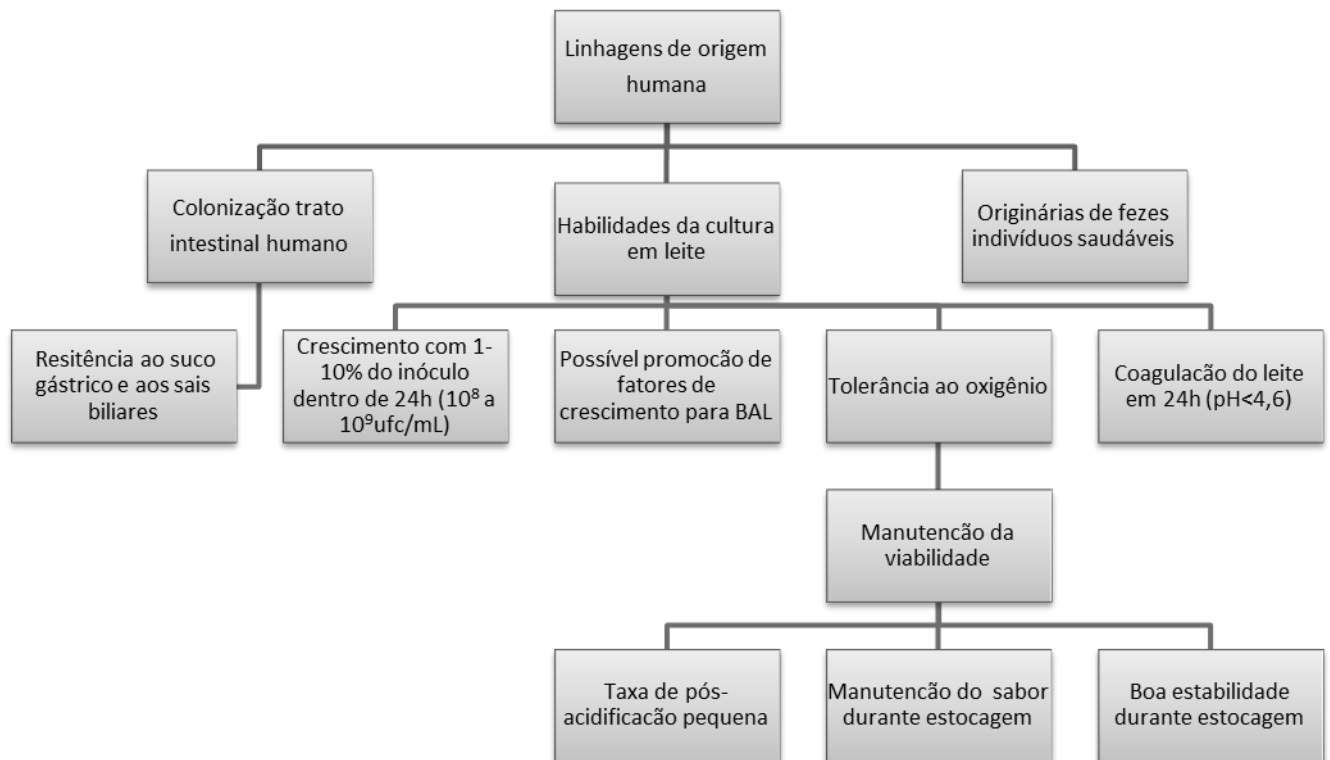 Linhagens de origem
humana
Colonização trato
intestinal humano
Habilidades da cultura
em leite
Originárias de fezes
indivíduos saudáveis
Resitência ao suco
gástrico e aos sais
biliares
Crescimento com 1-
10% do inóculo
dentro de 24h (10⁸ a
10⁹ufc/mL)
Possível promocão de
fatores de
crescimento para BAL
Tolerância ao oxigênio
Coagulacão do leite
em 24h (pH<4,6)
Manutencão da
viabilidade
Taxa de pós-
acidificacão pequena
Manutencão do sabor
durante estocagem
Boa estabilidade
durante estocagem